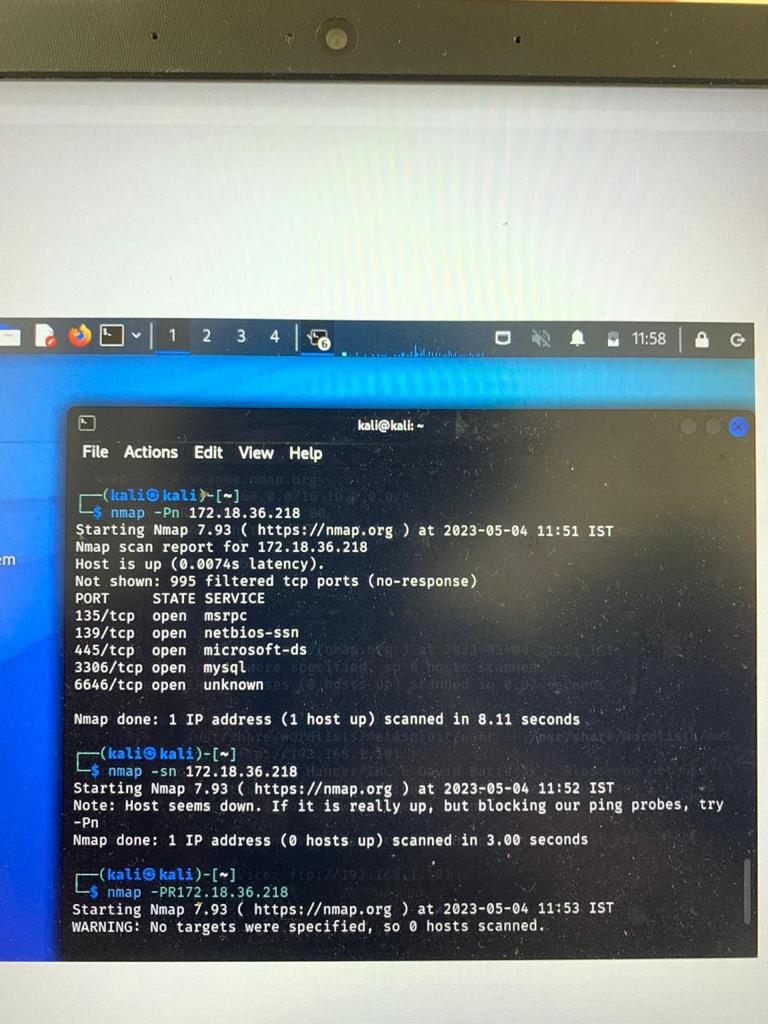 1 2 3 4 6 11:58
kali@kali: ~
File Actions Edit View Help
(kali㉿kali)-[~]
$ nmap -Pn 172.18.36.218
Starting Nmap 7.93 ( https://nmap.org ) at 2023-05-04 11:51 IST
Nmap scan report for 172.18.36.218
Host is up (0.0074s latency).
Not shown: 995 filtered tcp ports (no-response)
PORT STATE SERVICE
135/tcp open msrpc
139/tcp open netbios-ssn
445/tcp open microsoft-ds
3306/tcp open mysql
6646/tcp open unknown
Nmap done: 1 IP address (1 host up) scanned in 8.11 seconds
(kali㉿kali)-[~]
$ nmap -sn 172.18.36.218
Starting Nmap 7.93 ( https://nmap.org ) at 2023-05-04 11:52 IST
Note: Host seems down. If it is really up, but blocking our ping probes, try
-Pn
Nmap done: 1 IP address (0 hosts up) scanned in 3.00 seconds
(kali㉿kali)-[~]
$ nmap -PR172.18.36.218
Starting Nmap 7.93 ( https://nmap.org ) at 2023-05-04 11:53 IST
WARNING: No targets were specified, so 0 hosts scanned.